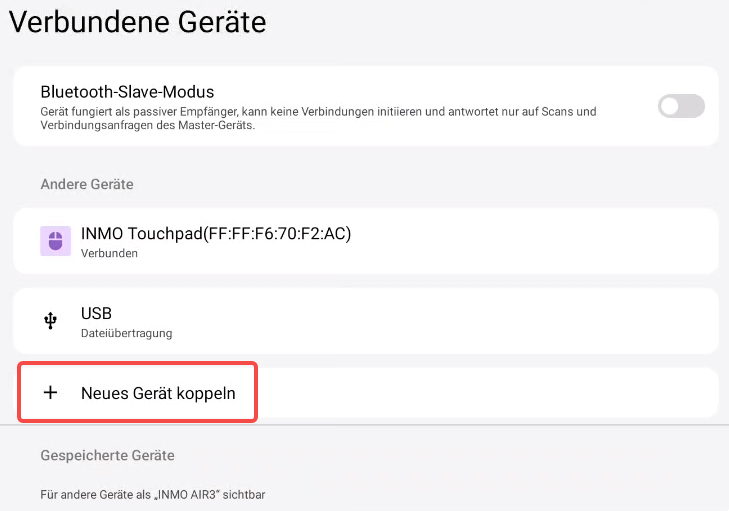 Verbundene Geräte
Bluetooth-Slave-Modus
Gerät fungiert als passiver Empfänger, kann keine Verbindungen initiieren und antwortet nur auf Scans und
Verbindungsanfragen des Master-Geräts.
Andere Geräte
INMO Touchpad(FF:FF:F6:70:F2:AC)
Verbunden
USB
Dateiübertragung
+ Neues Gerät koppeln
Gespeicherte Geräte
Für andere Geräte als „INMO AIR3“ sichtbar